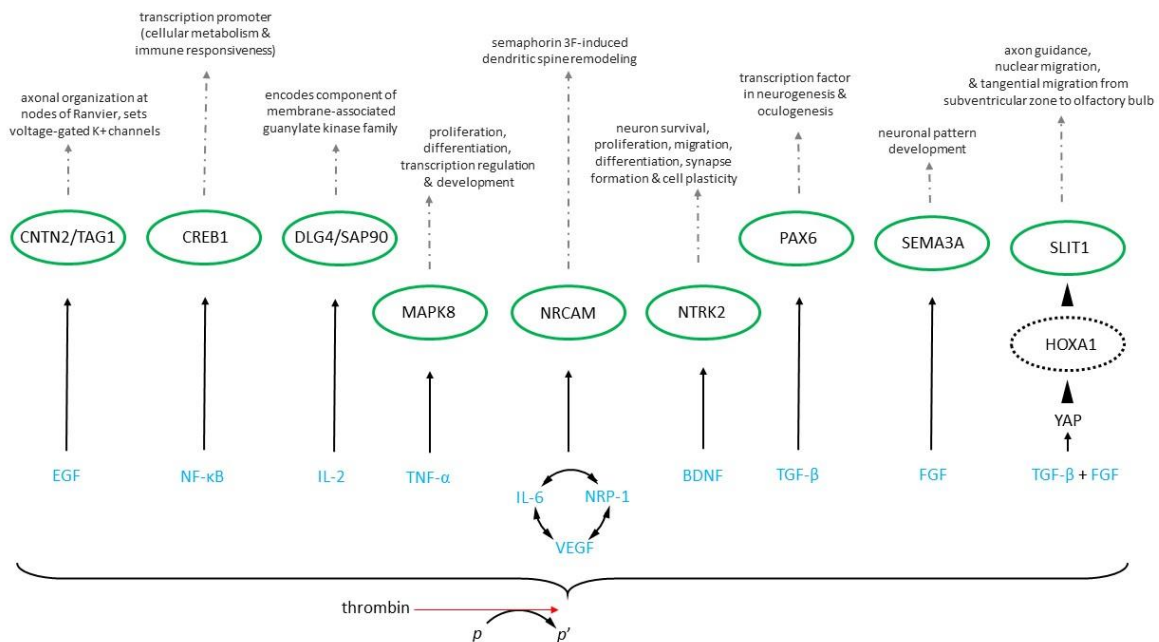 transcription promoter
(cellular metabolism &
immune responsiveness)
semaphorin 3F-induced
dendritic spine remodeling
axon guidance,
nuclear migration,
& tangential migration from
subventricular zone to olfactory bulb
axonal organization at
nodes of Ranvier, sets
voltage-gated K+ channels
encodes component of
membrane-associated
guanylate kinase family
proliferation,
differentiation,
transcription regulation
& development
neuron survival,
proliferation, migration,
differentiation, synapse
formation & cell plasticity
transcription factor
in neurogenesis &
oculogenesis
neuronal pattern
development
CNTN2/TAG1
CREB1
DLG4/SAP90
MAPK8
NRCAM
NTRK2
PAX6
SEMA3A
SLIT1
HOXA1
YAP
EGF
NF-κB
IL-2
TNF-α
IL-6
NRP-1
VEGF
BDNF
TGF-β
FGF
TGF-β + FGF
thrombin
p
p'